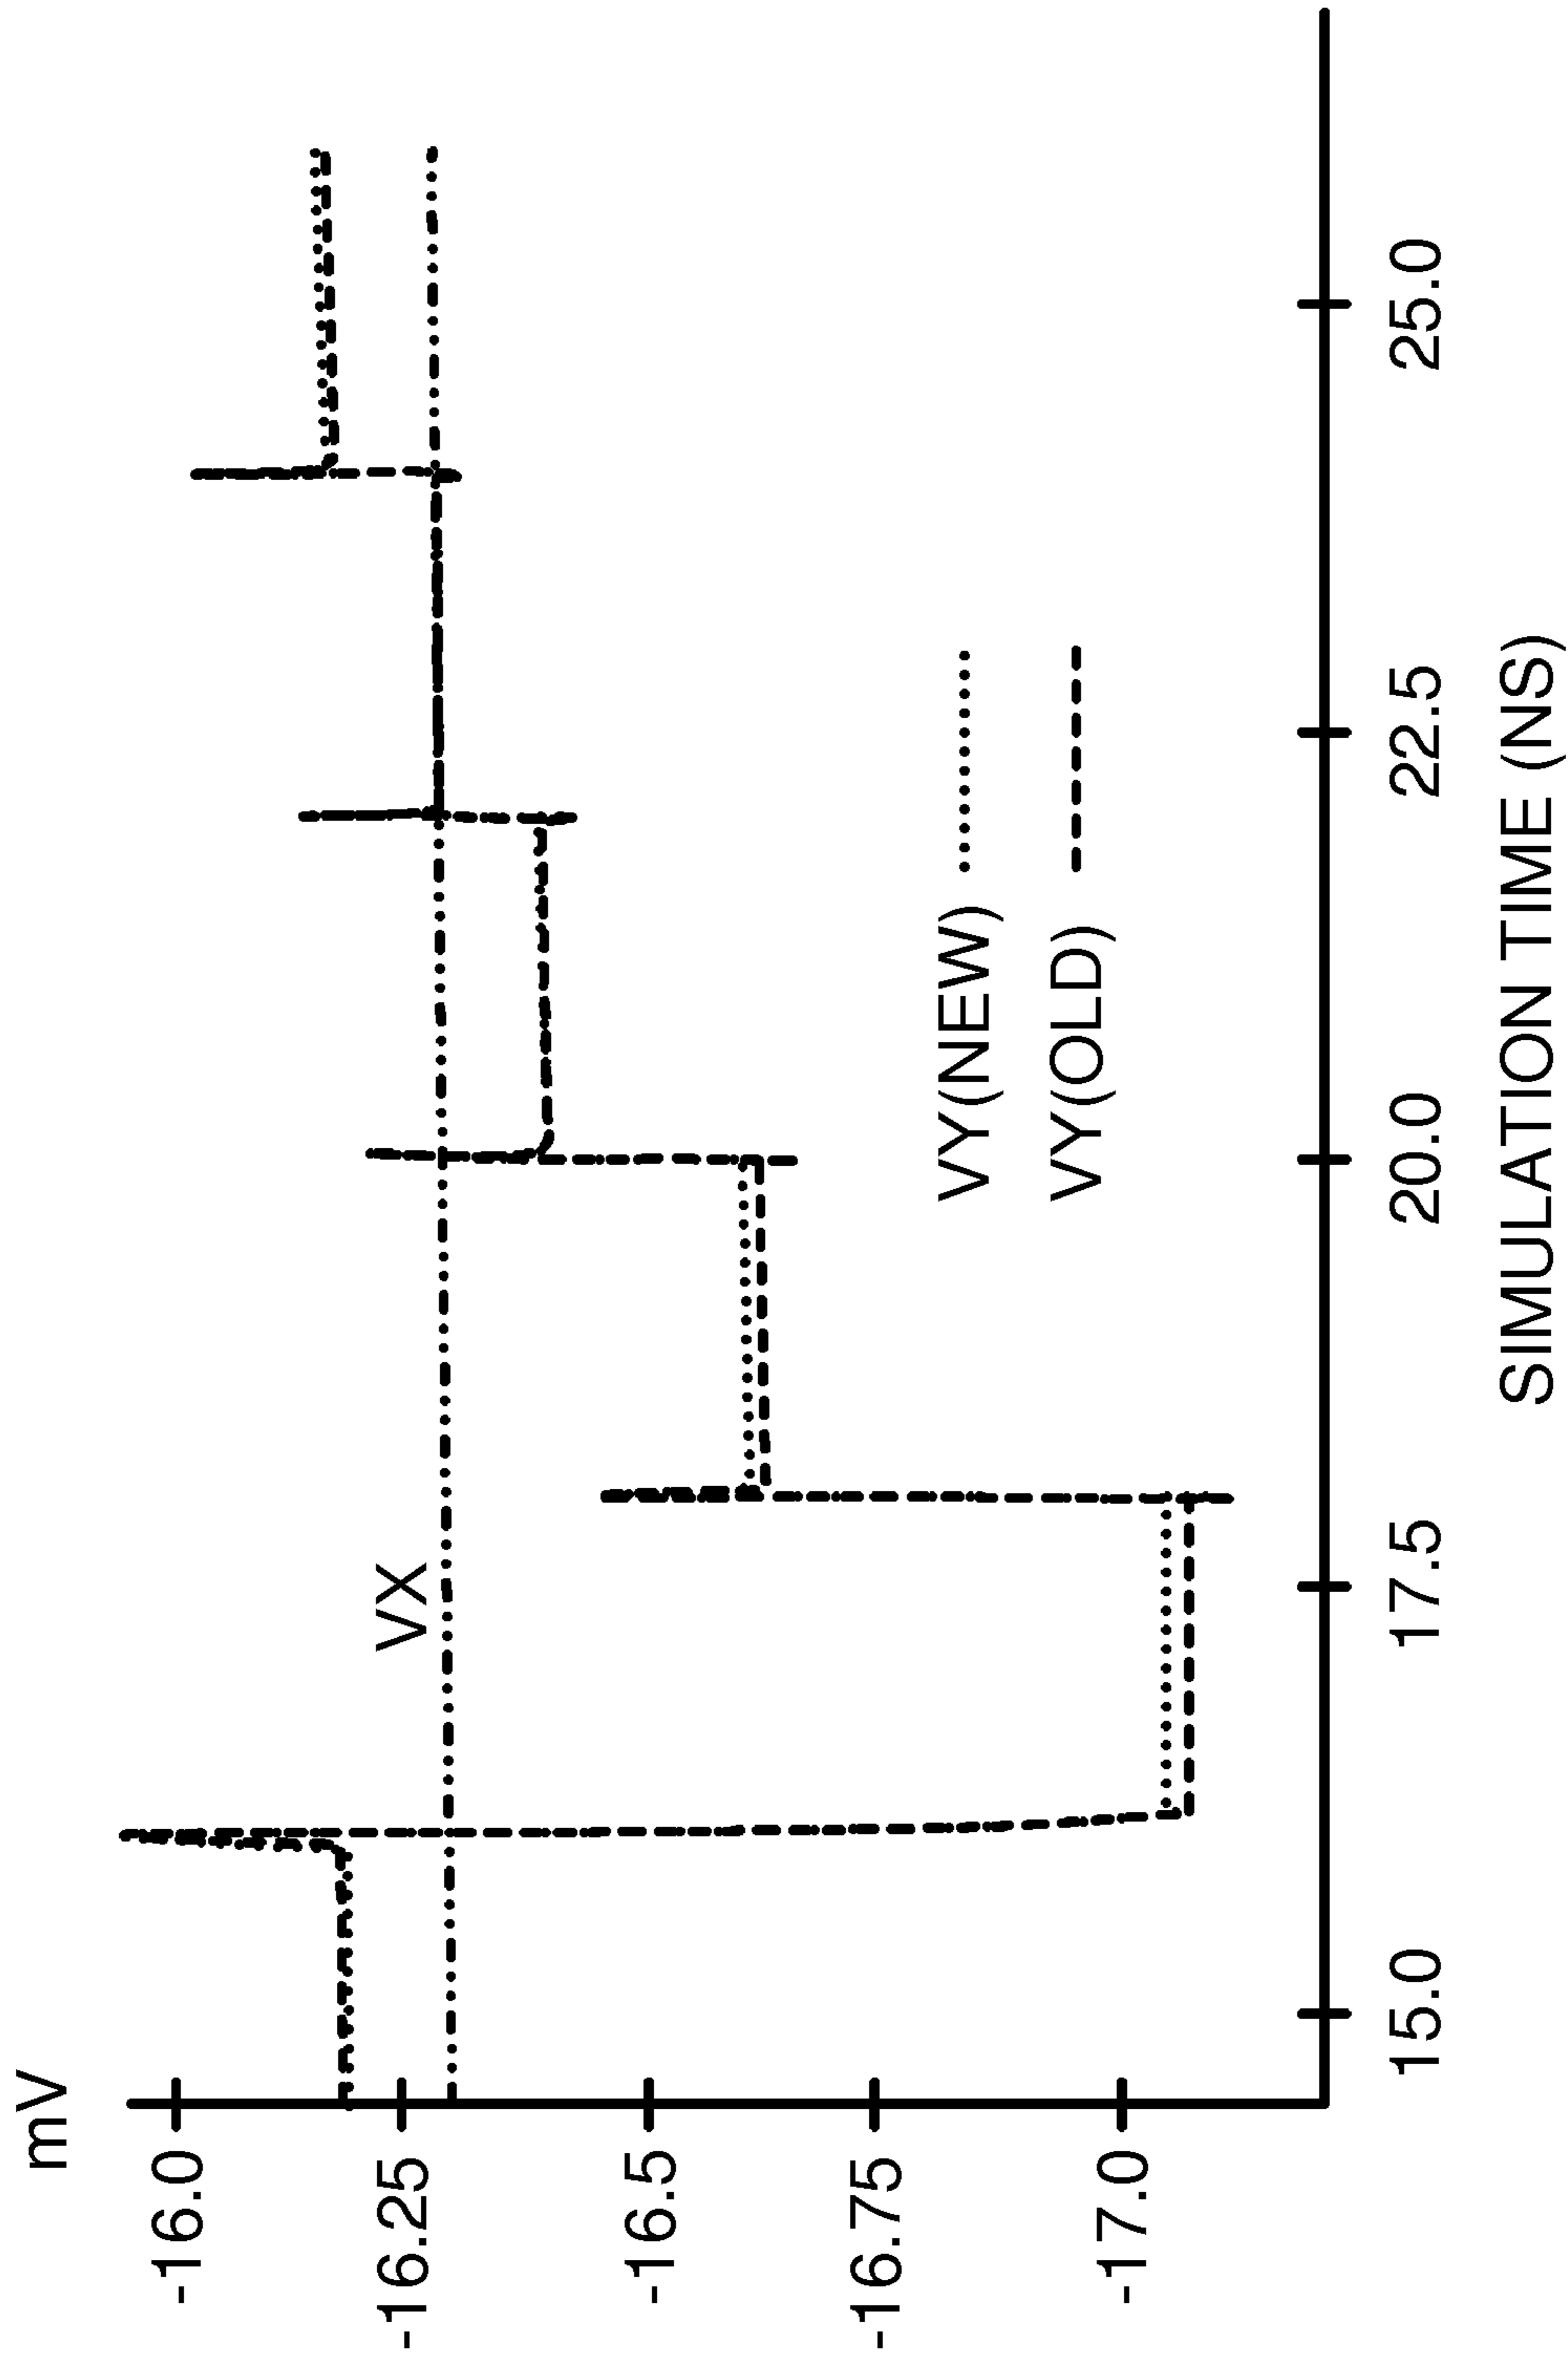 mV
-16.0
-16.25
-16.5
-16.75
-17.0
VX
VY(NEW)
VY(OLD)
15.0 17.5 20.0 22.5 25.0
SIMULATION TIME (NS)